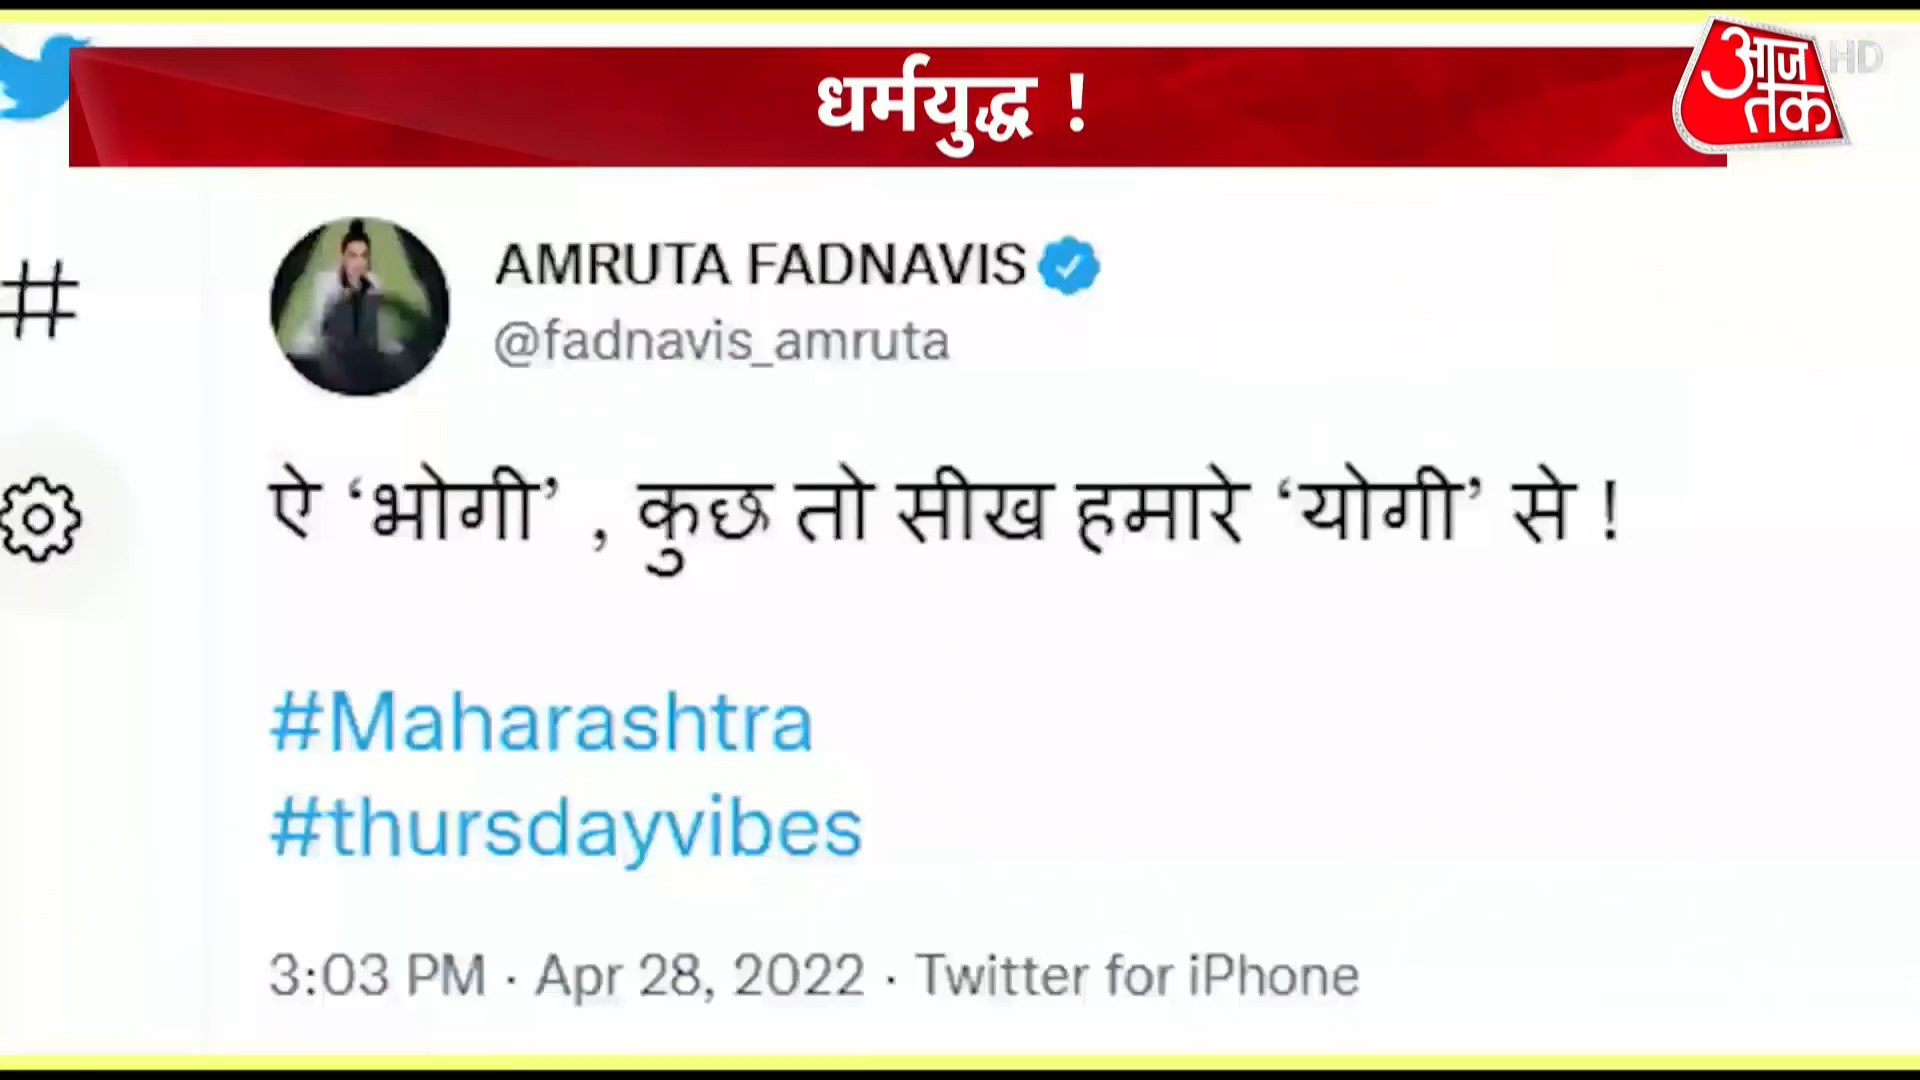 धर्मयुद्ध !
आज
तक
HD
AMRUTA FADNAVIS
@fadnavis_amruta
ऐ ‘भोगी’ , कुछ तो सीख हमारे ‘योगी’ से !
#Maharashtra
#thursdayvibes
3:03 PM · Apr 28, 2022 · Twitter for iPhone